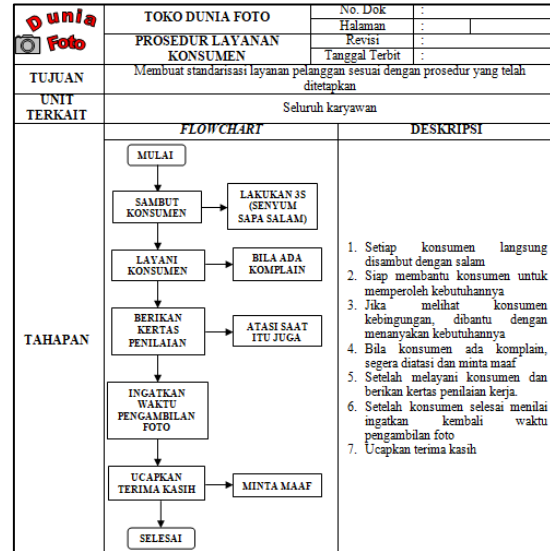 Dunia
Foto
TOKO DUNIA FOTO
No. Dok :
Halaman :
PROSEDUR LAYANAN
KONSUMEN
Revisi :
Tanggal Terbit :
TUJUAN
Membuat standarisasi layanan pelanggan sesuai dengan prosedur yang telah
ditetapkan
UNIT
TERKAIT
Seluruh karyawan
TAHAPAN
FLOWCHART
MULAI
SAMBUT
KONSUMEN
LAKUKAN 3S
(SENYUM
SAPA SALAM)
LAYANI
KONSUMEN
BILA ADA
KOMPLAIN
BERIKAN
KERTAS
PENILAIAN
ATASI SAAT
ITU JUGA
INGATKAN
WAKTU
PENGAMBILAN
FOTO
UCAPKAN
TERIMA KASIH
MINTA MAAF
SELESAI
DESKRIPSI
1. Setiap konsumen langsung
disambut dengan salam
2. Siap membantu konsumen untuk
memperoleh kebutuhannya
3. Jika melihat konsumen
kebingungan, dibantu dengan
menanyakan kebutuhannya
4. Bila konsumen ada komplain,
segera diatasi dan minta maaf
5. Setelah melayani konsumen dan
berikan kertas penilaian kerja.
6. Setelah konsumen selesai menilai
ingatkan kembali waktu
pengambilan foto
7. Ucapkan terima kasih